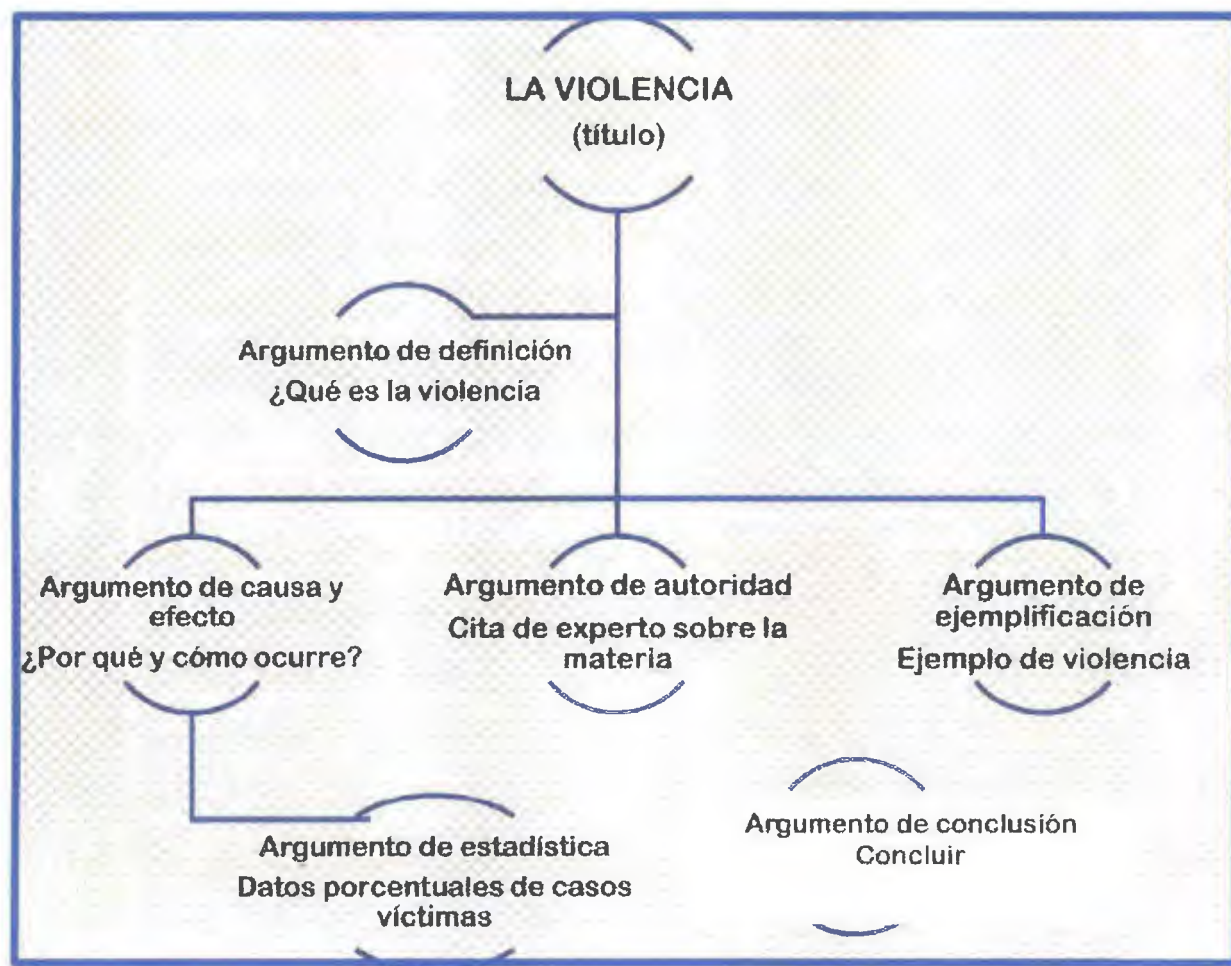 LA VIOLENCIA
(título)
Argumento de definición
¿Qué es la violencia
Argumento de causa y
efecto
¿Por qué y cómo ocurre?
Argumento de autoridad
Cita de experto sobre la
materia
Argumento de
ejemplificación
Ejemplo de violencia
Argumento de estadística
Datos porcentuales de casos
víctimas
Argumento de conclusión
Concluir